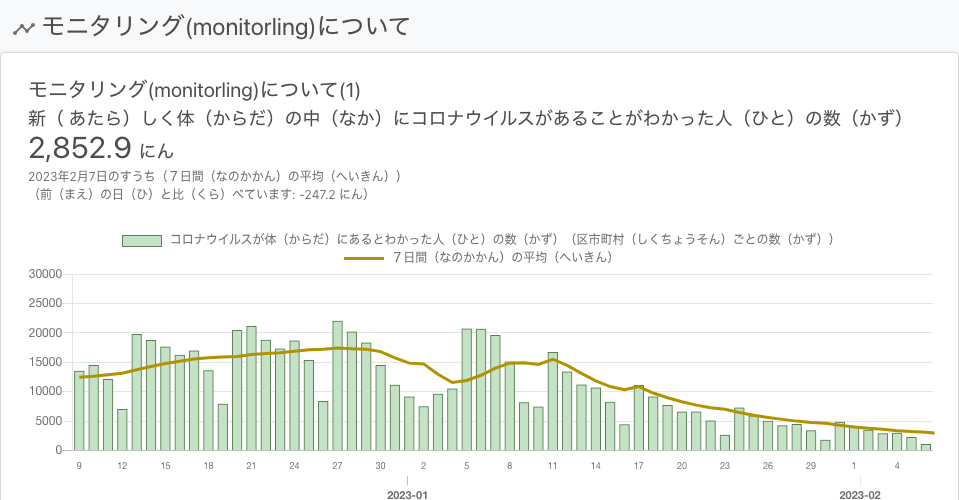 モニタリング(monitorling)について
モニタリング(monitorling)について(1)
新（ あたら）しく体（からだ）の中（なか）にコロナウイルスがあることがわかった人（ひと）の数（かず）
2,852.9 にん
2023年2月7日のすうち（７日間（なのかかん）の平均（へいきん））
（前（まえ）の日（ひ）と比（くら）べています: -247.2 にん）
コロナウイルスが体（からだ）にあるとわかった人（ひと）の数（かず）（区市町村（しくちょうそん）ごとの数（かず））
７日間（なのかかん）の平均（へいきん）
30000
25000
20000
15000
10000
5000
0
9 12 15 18 21 24 27 30 2 5 8 11 14 17 20 23 26 29 1 4
2023-01 2023-02